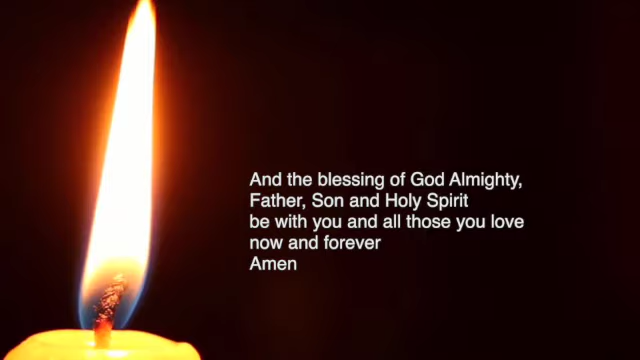 And the blessing of God Almighty,
Father, Son and Holy Spirit
be with you and all those you love
now and forever
Amen